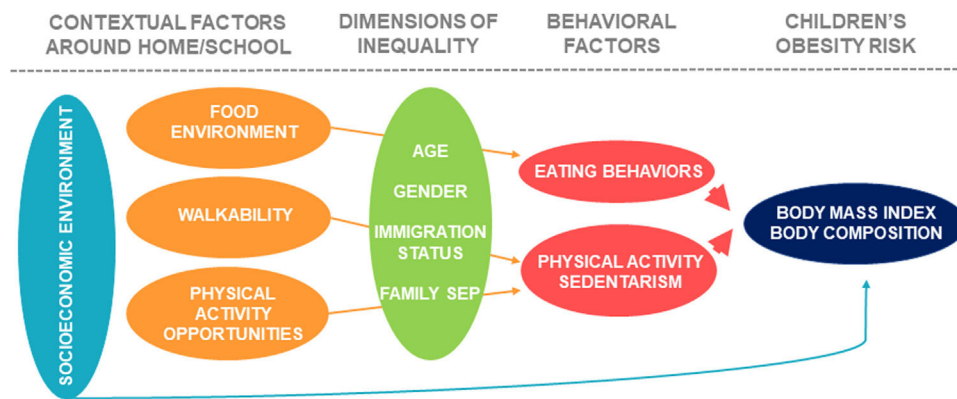 CONTEXTUAL FACTORS
AROUND HOME/SCHOOL
DIMENSIONS OF
INEQUALITY
BEHAVIORAL
FACTORS
CHILDREN'S
OBESITY RISK
SOCIOECONOMIC ENVIRONMENT
FOOD
ENVIRONMENT
WALKABILITY
PHYSICAL
ACTIVITY
OPPORTUNITIES
AGE
GENDER
IMMIGRATION
STATUS
FAMILY SEP
EATING BEHAVIORS
PHYSICAL ACTIVITY
SEDENTARISM
BODY MASS INDEX
BODY COMPOSITION